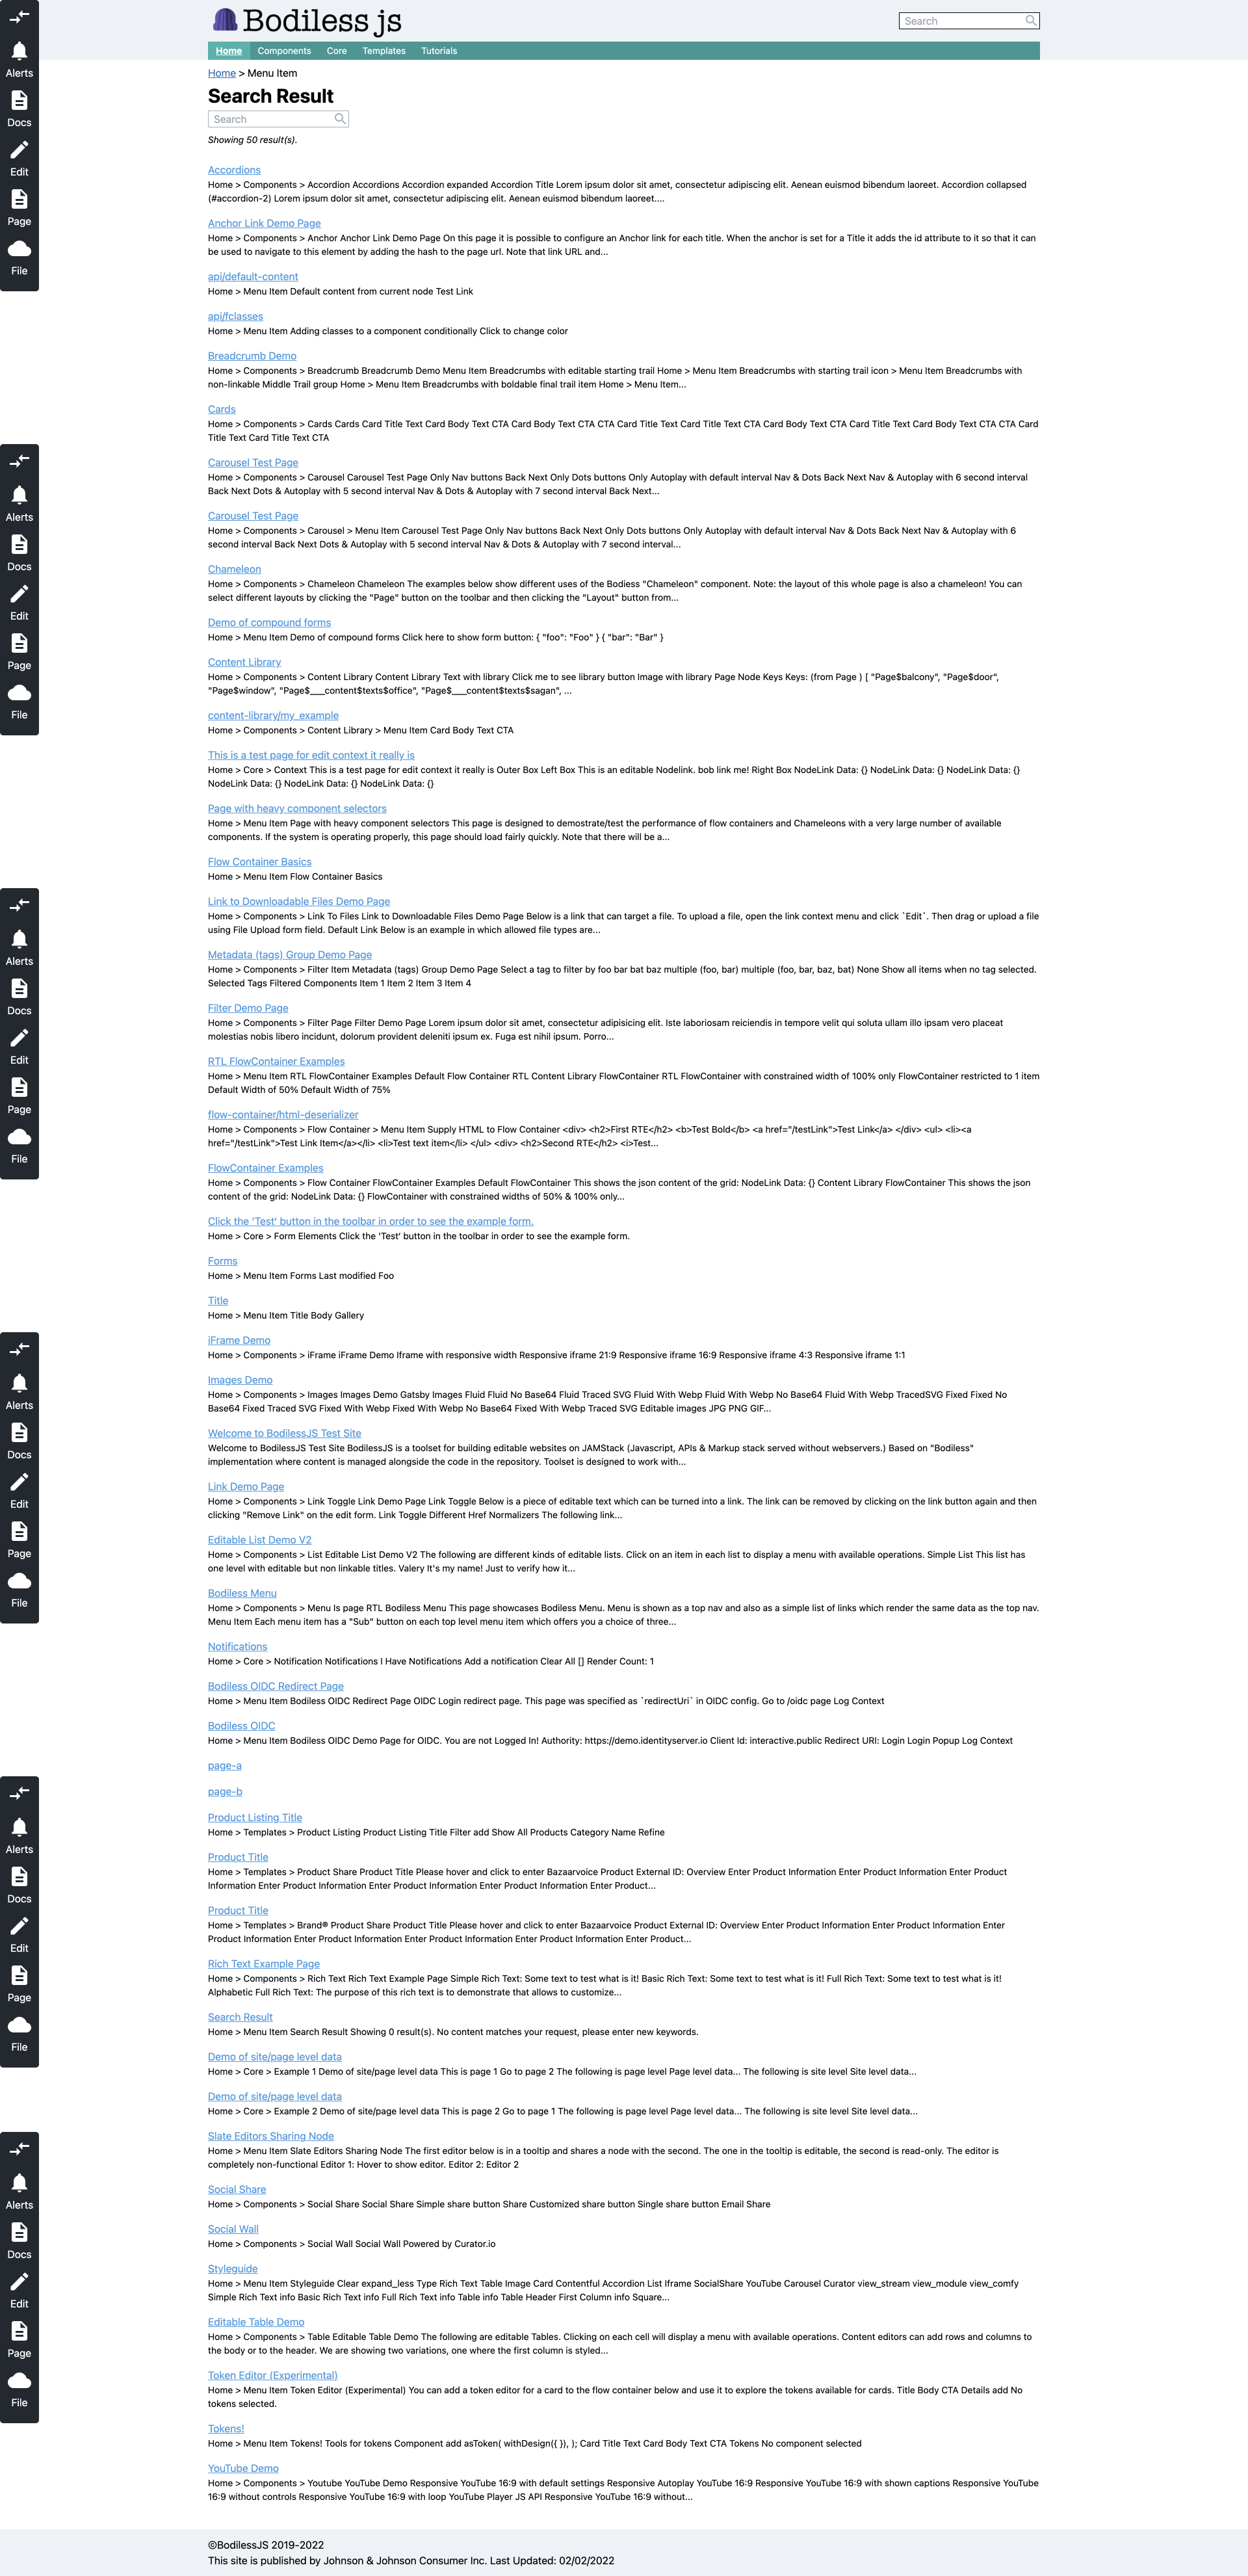 Bodiless js
Search
Home Components Core Templates Tutorials
Home > Menu Item
Search Result
Search
Showing 50 result(s).
Accordions
Home > Components > Accordion Accordions Accordion expanded Accordion Title Lorem ipsum dolor sit amet, consectetur adipiscing elit. Aenean euismod bibendum laoreet. Accordion collapsed
(#accordion-2) Lorem ipsum dolor sit amet, consectetur adipiscing elit. Aenean euismod bibendum laoreet....
Anchor Link Demo Page
Home > Components > Anchor Anchor Link Demo Page On this page it is possible to configure an Anchor link for each title. When the anchor is set for a Title it adds the id attribute to it so that it can
be used to navigate to this element by adding the hash to the page url. Note that link URL and...
api/default-content
Home > Menu Item Default content from current node Test Link
api/fclasses
Home > Menu Item Adding classes to a component conditionally Click to change color
Breadcrumb Demo
Home > Components > Breadcrumb Breadcrumb Demo Menu Item Breadcrumbs with editable starting trail Home > Menu Item Breadcrumbs with starting trail icon > Menu Item Breadcrumbs with
non-linkable Middle Trail group Home > Menu Item Breadcrumbs with boldable final trail item Home > Menu Item...
Cards
Home > Components > Cards Cards Card Title Text Card Body Text CTA Card Body Text CTA CTA Card Title Text Card Title Text CTA Card Body Text CTA Card Title Text Card Body Text CTA CTA Card
Title Text Card Title Text CTA
Carousel Test Page
Home > Components > Carousel Carousel Test Page Only Nav buttons Back Next Only Dots buttons Only Autoplay with default interval Nav & Dots Back Next Nav & Autoplay with 6 second interval
Back Next Dots & Autoplay with 5 second interval Nav & Dots & Autoplay with 7 second interval Back Next...
Carousel Test Page
Home > Components > Carousel > Menu Item Carousel Test Page Only Nav buttons Back Next Only Dots buttons Only Autoplay with default interval Nav & Dots Back Next Nav & Autoplay with 6
second interval Back Next Dots & Autoplay with 5 second interval Nav & Dots & Autoplay with 7 second interval...
Chameleon
Home > Components > Chameleon Chameleon The examples below show different uses of the Bodiess "Chameleon" component. Note: the layout of this whole page is also a chameleon! You can
select different layouts by clicking the "Page" button on the toolbar and then clicking the "Layout" button from...
Demo of compound forms
Home > Menu Item Demo of compound forms Click here to show form button: { "foo": "Foo" } { "bar": "Bar" }
Content Library
Home > Components > Content Library Content Library Text with library Click me to see library button Image with library Page Node Keys Keys: (from Page ) [ "Page$balcony", "Page$door",
"Page$window", "Page$___content$texts$office", "Page$___content$texts$sagan", ...
content-library/my_example
Home > Components > Content Library > Menu Item Card Body Text CTA
This is a test page for edit context it really is
Home > Core > Context This is a test page for edit context it really is Outer Box Left Box This is an editable Nodelink. bob link me! Right Box NodeLink Data: {} NodeLink Data: {} NodeLink Data: {}
NodeLink Data: {} NodeLink Data: {} NodeLink Data: {}
Page with heavy component selectors
Home > Menu Item Page with heavy component selectors This page is designed to demostrate/test the performance of flow containers and Chameleons with a very large number of available
components. If the system is operating properly, this page should load fairly quickly. Note that there will be a...
Flow Container Basics
Home > Menu Item Flow Container Basics
Link to Downloadable Files Demo Page
Home > Components > Link To Files Link to Downloadable Files Demo Page Below is a link that can target a file. To upload a file, open the link context menu and click `Edit`. Then drag or upload a file
using File Upload form field. Default Link Below is an example in which allowed file types are...
Metadata (tags) Group Demo Page
Home > Components > Filter Item Metadata (tags) Group Demo Page Select a tag to filter by foo bar bat baz multiple (foo, bar) multiple (foo, bar, baz, bat) None Show all items when no tag selected.
Selected Tags Filtered Components Item 1 Item 2 Item 3 Item 4
Filter Demo Page
Home > Components > Filter Page Filter Demo Page Lorem ipsum dolor sit amet, consectetur adipisicing elit. Iste laboriosam reiciendis in tempore velit qui soluta ullam illo ipsam vero placeat
molestias nobis libero incidunt, dolorum provident deleniti ipsum ex. Fuga est nihil ipsum. Porro...
RTL FlowContainer Examples
Home > Menu Item RTL FlowContainer Examples Default Flow Container RTL Content Library FlowContainer RTL FlowContainer with constrained width of 100% only FlowContainer restricted to 1 item
Default Width of 50% Default Width of 75%
flow-container/html-deserializer
Home > Components > Flow Container > Menu Item Supply HTML to Flow Container <div> <h2>First RTE</h2> <b>Test Bold</b> <a href="/testLink">Test Link</a> </div> <ul> <li><a
href="/testLink">Test Link Item</a></li> <li>Test text item</li> </ul> <div> <h2>Second RTE</h2> <i>Test...
FlowContainer Examples
Home > Components > Flow Container FlowContainer Examples Default FlowContainer This shows the json content of the grid: NodeLink Data: {} Content Library FlowContainer This shows the json
content of the grid: NodeLink Data: {} FlowContainer with constrained widths of 50% & 100% only...
Click the 'Test' button in the toolbar in order to see the example form.
Home > Core > Form Elements Click the 'Test' button in the toolbar in order to see the example form.
Forms
Home > Menu Item Forms Last modified Foo
Title
Home > Menu Item Title Body Gallery
iFrame Demo
Home > Components > iFrame iFrame Demo Iframe with responsive width Responsive iframe 21:9 Responsive iframe 16:9 Responsive iframe 4:3 Responsive iframe 1:1
Images Demo
Home > Components > Images Images Demo Gatsby Images Fluid Fluid No Base64 Fluid Traced SVG Fluid With Webp Fluid With Webp No Base64 Fluid With Webp TracedSVG Fixed Fixed No
Base64 Fixed Traced SVG Fixed With Webp Fixed With Webp No Base64 Fixed With Webp Traced SVG Editable images JPG PNG GIF...
Welcome to BodilessJS Test Site
Welcome to BodilessJS Test Site BodilessJS is a toolset for building editable websites on JAMStack (Javascript, APIs & Markup stack served without webservers.) Based on "Bodiless"
implementation where content is managed alongside the code in the repository. Toolset is designed to work with...
Link Demo Page
Home > Components > Link Toggle Link Demo Page Link Toggle Below is a piece of editable text which can be turned into a link. The link can be removed by clicking on the link button again and then
clicking "Remove Link" on the edit form. Link Toggle Different Href Normalizers The following link...
Editable List Demo V2
Home > Components > List Editable List Demo V2 The following are different kinds of editable lists. Click on an item in each list to display a menu with available operations. Simple List This list has
one level with editable but non linkable titles. Valery It's my name! Just to verify how it...
Bodiless Menu
Home > Components > Menu Is page RTL Bodiless Menu This page showcases Bodiless Menu. Menu is shown as a top nav and also as a simple list of links which render the same data as the top nav.
Menu Item Each menu item has a "Sub" button on each top level menu item which offers you a choice of three...
Notifications
Home > Core > Notification Notifications I Have Notifications Add a notification Clear All [] Render Count: 1
Bodiless OIDC Redirect Page
Home > Menu Item Bodiless OIDC Redirect Page OIDC Login redirect page. This page was specified as `redirectUri` in OIDC config. Go to /oidc page Log Context
Bodiless OIDC
Home > Menu Item Bodiless OIDC Demo Page for OIDC. You are not Logged In! Authority: https://demo.identityserver.io Client Id: interactive.public Redirect URI: Login Login Popup Log Context
page-a
page-b
Product Listing Title
Home > Templates > Product Listing Product Listing Title Filter add Show All Products Category Name Refine
Product Title
Home > Templates > Product Share Product Title Please hover and click to enter Bazaarvoice Product External ID: Overview Enter Product Information Enter Product Information Enter Product
Information Enter Product Information Enter Product Information Enter Product Information Enter Product...
Product Title
Home > Templates > Brand® Product Share Product Title Please hover and click to enter Bazaarvoice Product External ID: Overview Enter Product Information Enter Product Information Enter
Product Information Enter Product Information Enter Product Information Enter Product Information Enter Product...
Rich Text Example Page
Home > Components > Rich Text Rich Text Example Page Simple Rich Text: Some text to test what is it! Basic Rich Text: Some text to test what is it! Full Rich Text: Some text to test what is it!
Alphabetic Full Rich Text: The purpose of this rich text is to demonstrate that allows to customize...
Search Result
Home > Menu Item Search Result Showing 0 result(s). No content matches your request, please enter new keywords.
Demo of site/page level data
Home > Core > Example 1 Demo of site/page level data This is page 1 Go to page 2 The following is page level Page level data... The following is site level Site level data...
Demo of site/page level data
Home > Core > Example 2 Demo of site/page level data This is page 2 Go to page 1 The following is page level Page level data... The following is site level Site level data...
Slate Editors Sharing Node
Home > Menu Item Slate Editors Sharing Node The first editor below is in a tooltip and shares a node with the second. The one in the tooltip is editable, the second is read-only. The editor is
completely non-functional Editor 1: Hover to show editor. Editor 2: Editor 2
Social Share
Home > Components > Social Share Social Share Simple share button Share Customized share button Single share button Email Share
Social Wall
Home > Components > Social Wall Social Wall Powered by Curator.io
Styleguide
Home > Menu Item Styleguide Clear expand_less Type Rich Text Table Image Card Contentful Accordion List Iframe SocialShare YouTube Carousel Curator view_stream view_module view_comfy
Simple Rich Text info Basic Rich Text info Full Rich Text info Table info Table Header First Column info Square...
Editable Table Demo
Home > Components > Table Editable Table Demo The following are editable Tables. Clicking on each cell will display a menu with available operations. Content editors can add rows and columns to
the body or to the header. We are showing two variations, one where the first column is styled...
Token Editor (Experimental)
Home > Menu Item Token Editor (Experimental) You can add a token editor for a card to the flow container below and use it to explore the tokens available for cards. Title Body CTA Details add No
tokens selected.
Tokens!
Home > Menu Item Tokens! Tools for tokens Component add asToken( withDesign({ }), ); Card Title Text Card Body Text CTA Tokens No component selected
YouTube Demo
Home > Components > Youtube YouTube Demo Responsive YouTube 16:9 with default settings Responsive Autoplay YouTube 16:9 Responsive YouTube 16:9 with shown captions Responsive YouTube
16:9 without controls Responsive YouTube 16:9 with loop YouTube Player JS API Responsive YouTube 16:9 without...
©BodilessJS 2019-2022
This site is published by Johnson & Johnson Consumer Inc. Last Updated: 02/02/2022
Alerts
Docs
Edit
Page
File
Alerts
Docs
Edit
Page
File
Alerts
Docs
Edit
Page
File
Alerts
Docs
Edit
Page
File
Alerts
Docs
Edit
Page
File
Alerts
Docs
Edit
Page
File